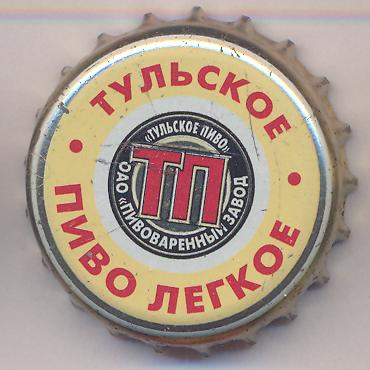 ТУЛЬСКОЕ
ПИВО ЛЕГКОЕ
«ТУЛЬСКОЕ ПИВО»
ТП
ОАО «ПИВОВАРЕННЫЙ ЗАВОД